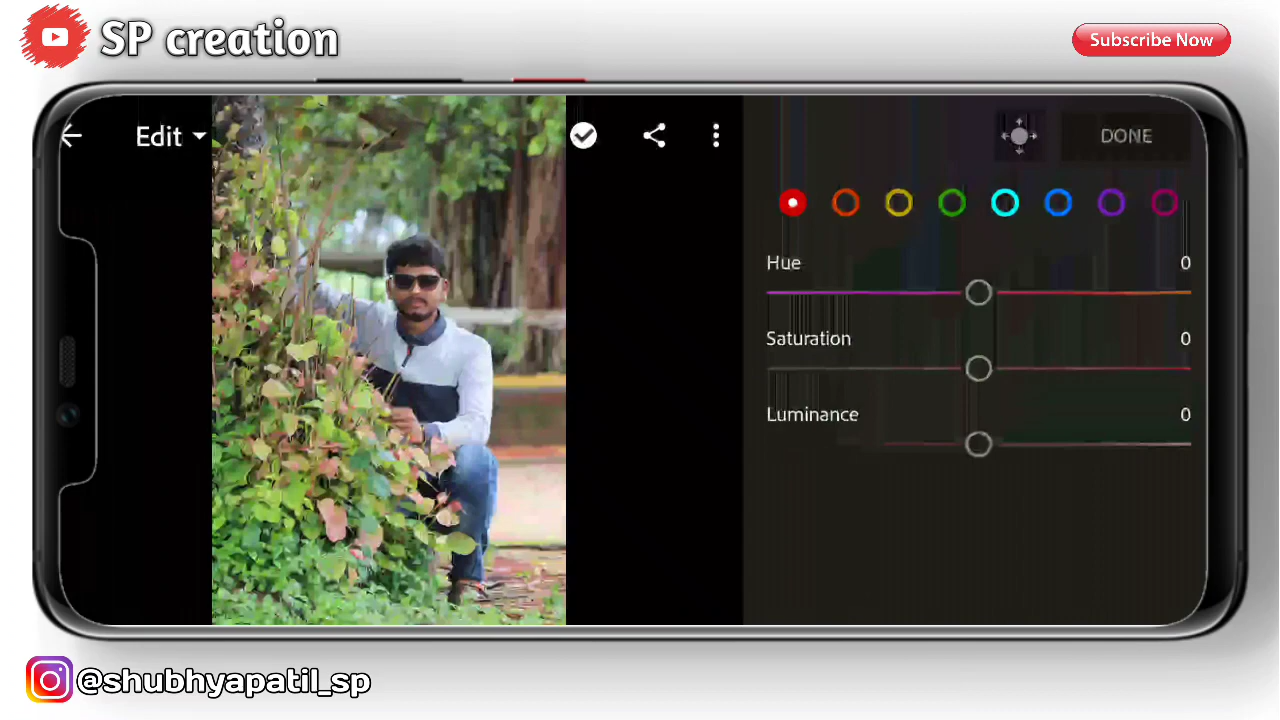 SP creation
Subscribe Now
Edit
DONE
Hue 0
Saturation 0
Luminance 0
@shubhyapatil_sp